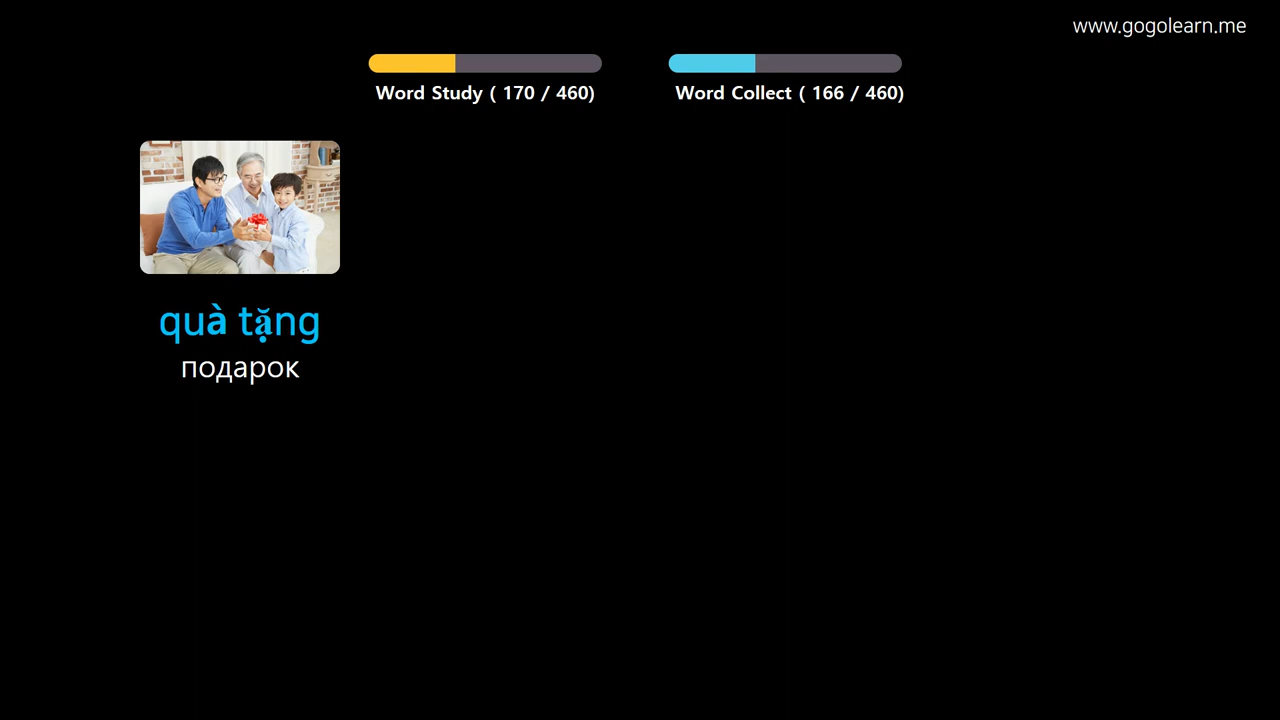 www.gogolearn.me
Word Study ( 170 / 460)
Word Collect ( 166 / 460)
quà tặng
подарок